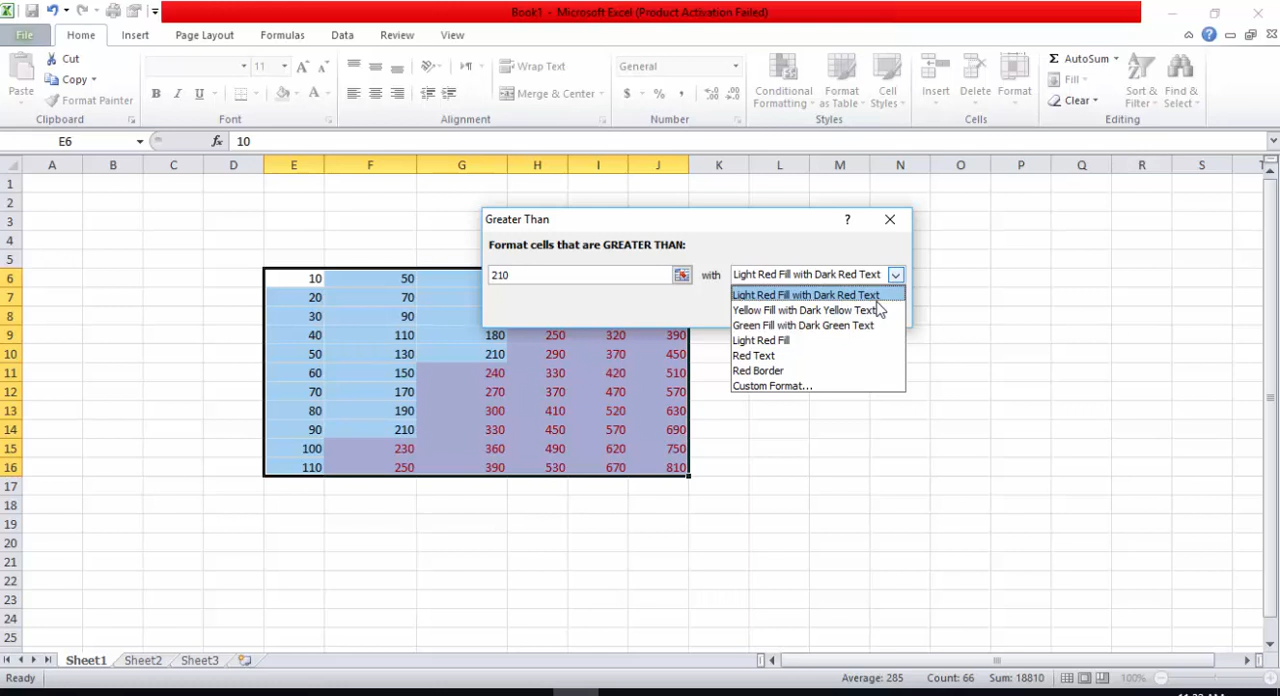 Book1 - Microsoft Excel (Product Activation Failed)
File Home Insert Page Layout Formulas Data Review View
Cut
Copy
Format Painter
Paste
Clipboard
11
B I U
Font
Wrap Text
Merge & Center
Alignment
General
$ % ,
Number
Conditional Formatting
Format as Table
Cell Styles
Styles
Insert Delete Format
Cells
AutoSum
Fill
Clear
Sort & Filter
Find & Select
Editing
E6 fx 10
A B C D E F G H I J K L M N O P Q R S T
1
2
3
4
5
6 10 50
7 20 70
8 30 90
9 40 110 180 250 320 390
10 50 130 210 290 370 450
11 60 150 240 330 420 510
12 70 170 270 370 470 570
13 80 190 300 410 520 630
14 90 210 330 450 570 690
15 100 230 360 490 620 750
16 110 250 390 530 670 810
17
18
19
20
21
22
23
24
25
Greater Than ?
Format cells that are GREATER THAN:
210 with Light Red Fill with Dark Red Text
Light Red Fill with Dark Red Text
Yellow Fill with Dark Yellow Text
Green Fill with Dark Green Text
Light Red Fill
Red Text
Red Border
Custom Format...
Sheet1 Sheet2 Sheet3
Ready Average: 285 Count: 66 Sum: 18810 100%